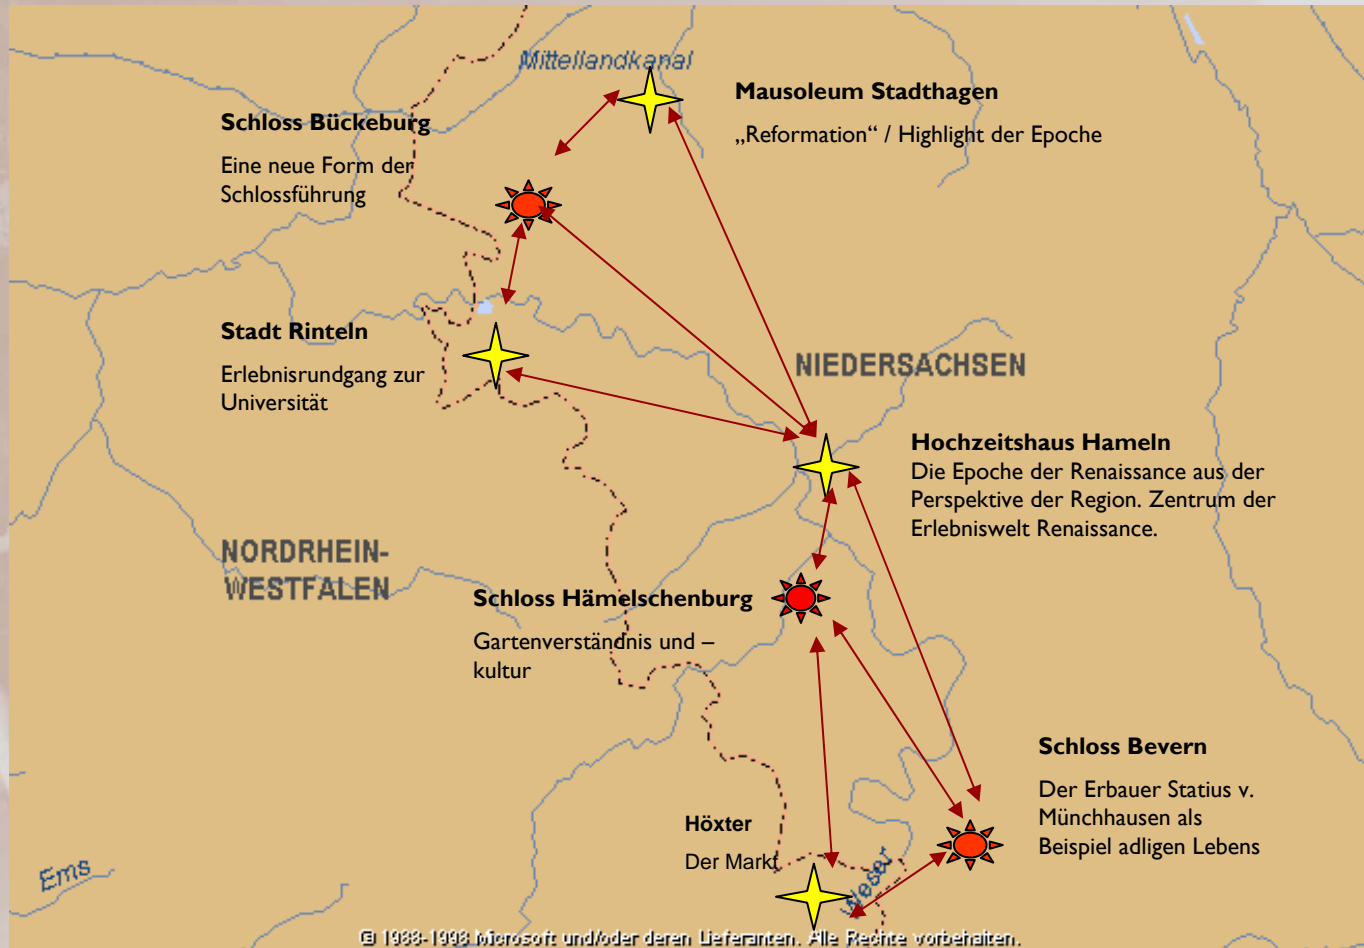 Mittellandkanal
Mausoleum Stadthagen
„Reformation“ / Highlight der Epoche
Schloss Bückeburg
Eine neue Form der
Schlossführung
Stadt Rinteln
Erlebnisrundgang zur
Universität
NIEDERSACHSEN
Hochzeitshaus Hameln
Die Epoche der Renaissance aus der
Perspektive der Region. Zentrum der
Erlebniswelt Renaissance.
NORDRHEIN-
WESTFALEN
Schloss Hämelschenburg
Gartenverständnis und –
kultur
Schloss Bevern
Der Erbauer Statius v.
Münchhausen als
Beispiel adligen Lebens
Höxter
Der Markt
Ems
Weser
© 1988-1998 Microsoft und/oder deren Lieferanten. Alle Rechte vorbehalten.